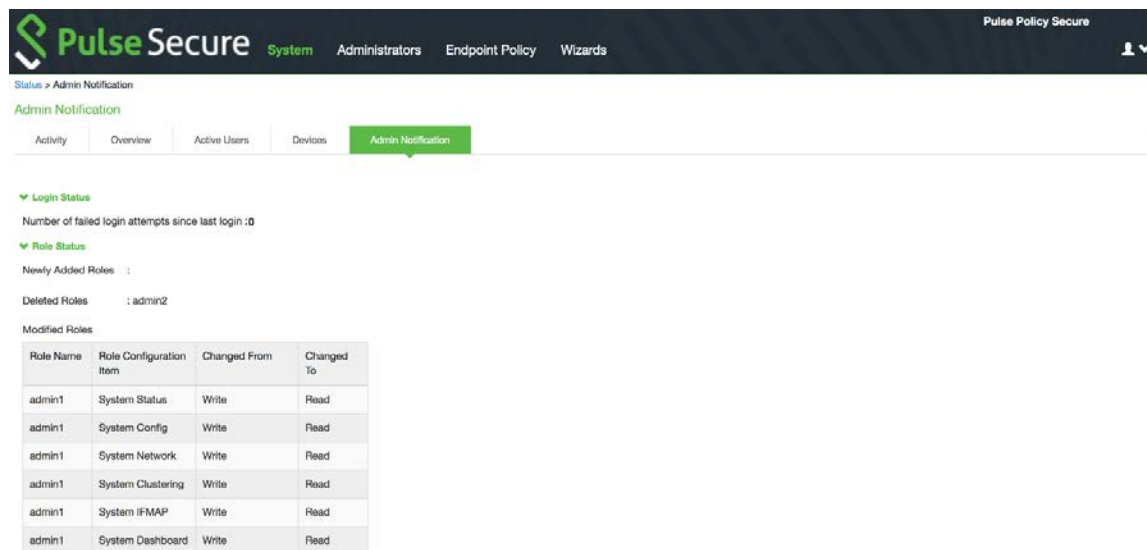 Pulse Policy Secure
Pulse Secure System Administrators Endpoint Policy Wizards
Status > Admin Notification
Admin Notification
Activity Overview Active Users Devices Admin Notification
Login Status
Number of failed login attempts since last login :0
Role Status
Newly Added Roles :
Deleted Roles : admin2
Modified Roles
Role Name Role Configuration Item Changed From Changed To
admin1 System Status Write Read
admin1 System Config Write Read
admin1 System Network Write Read
admin1 System Clustering Write Read
admin1 System IFMAP Write Read
admin1 System Dashboard Write Read